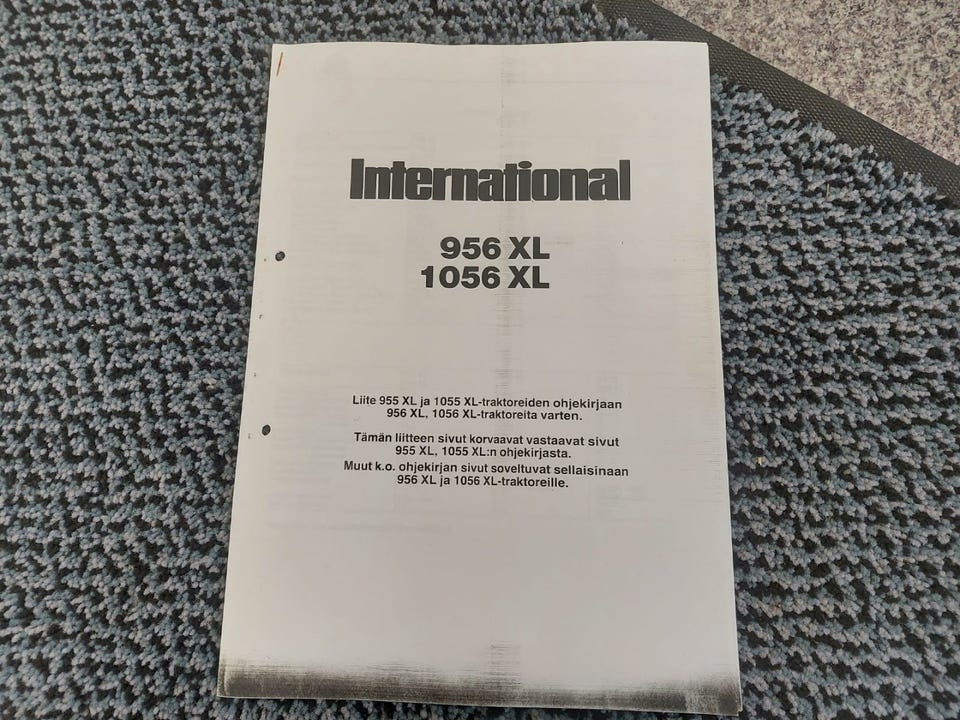 International
956 XL
1056 XL
Liite 955 XL ja 1055 XL-traktoreiden ohjekirjaan
956 XL, 1056 XL-traktoreita varten.
Tämän liitteen sivut korvaavat vastaavat sivut
955 XL, 1055 XL:n ohjekirjasta.
Muut k.o. ohjekirjan sivut soveltuvat sellaisinaan
956 XL ja 1056 XL-traktoreille.